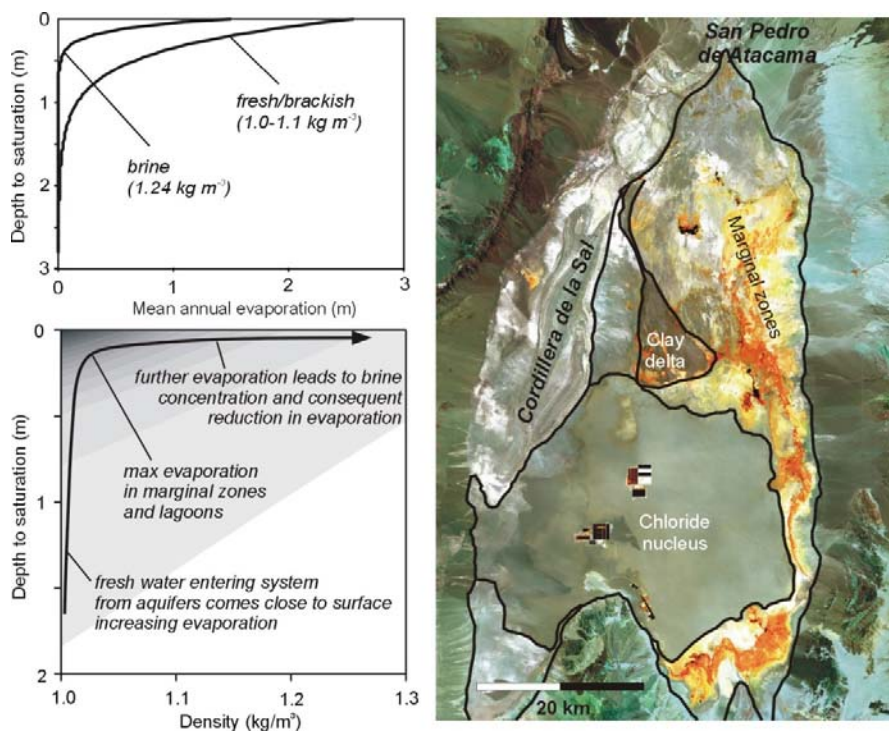 0
1
2
3
Depth to saturation (m)
fresh/brackish
(1.0-1.1 kg m⁻³)
brine
(1.24 kg m⁻³)
0
1
2
3
Mean annual evaporation (m)
0
1
2
Depth to saturation (m)
further evaporation leads to brine
concentration and consequent
reduction in evaporation
max evaporation
in marginal zones
and lagoons
fresh water entering system
from aquifers comes close to surface
increasing evaporation
1.0
1.1
1.2
1.3
Density (kg/m³)
San Pedro
de Atacama
Marginal zones
Cordillera de la Sal
Clay
delta
Chloride
nucleus
20 km